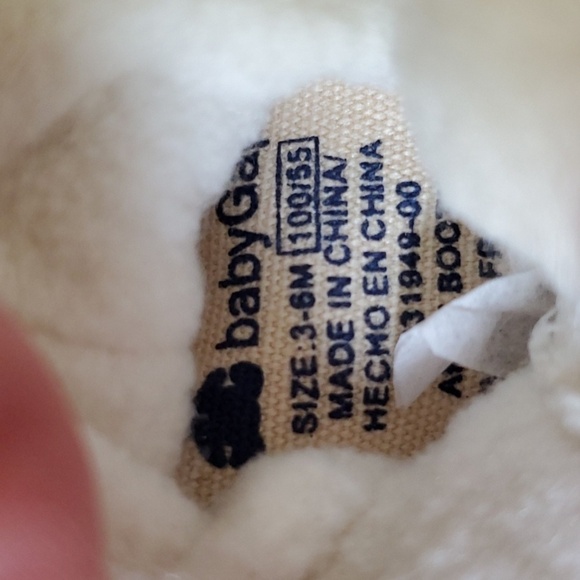 babyGap
SIZE:3-6M 100/55
MADE IN CHINA/
HECHO EN CHINA
31949-00